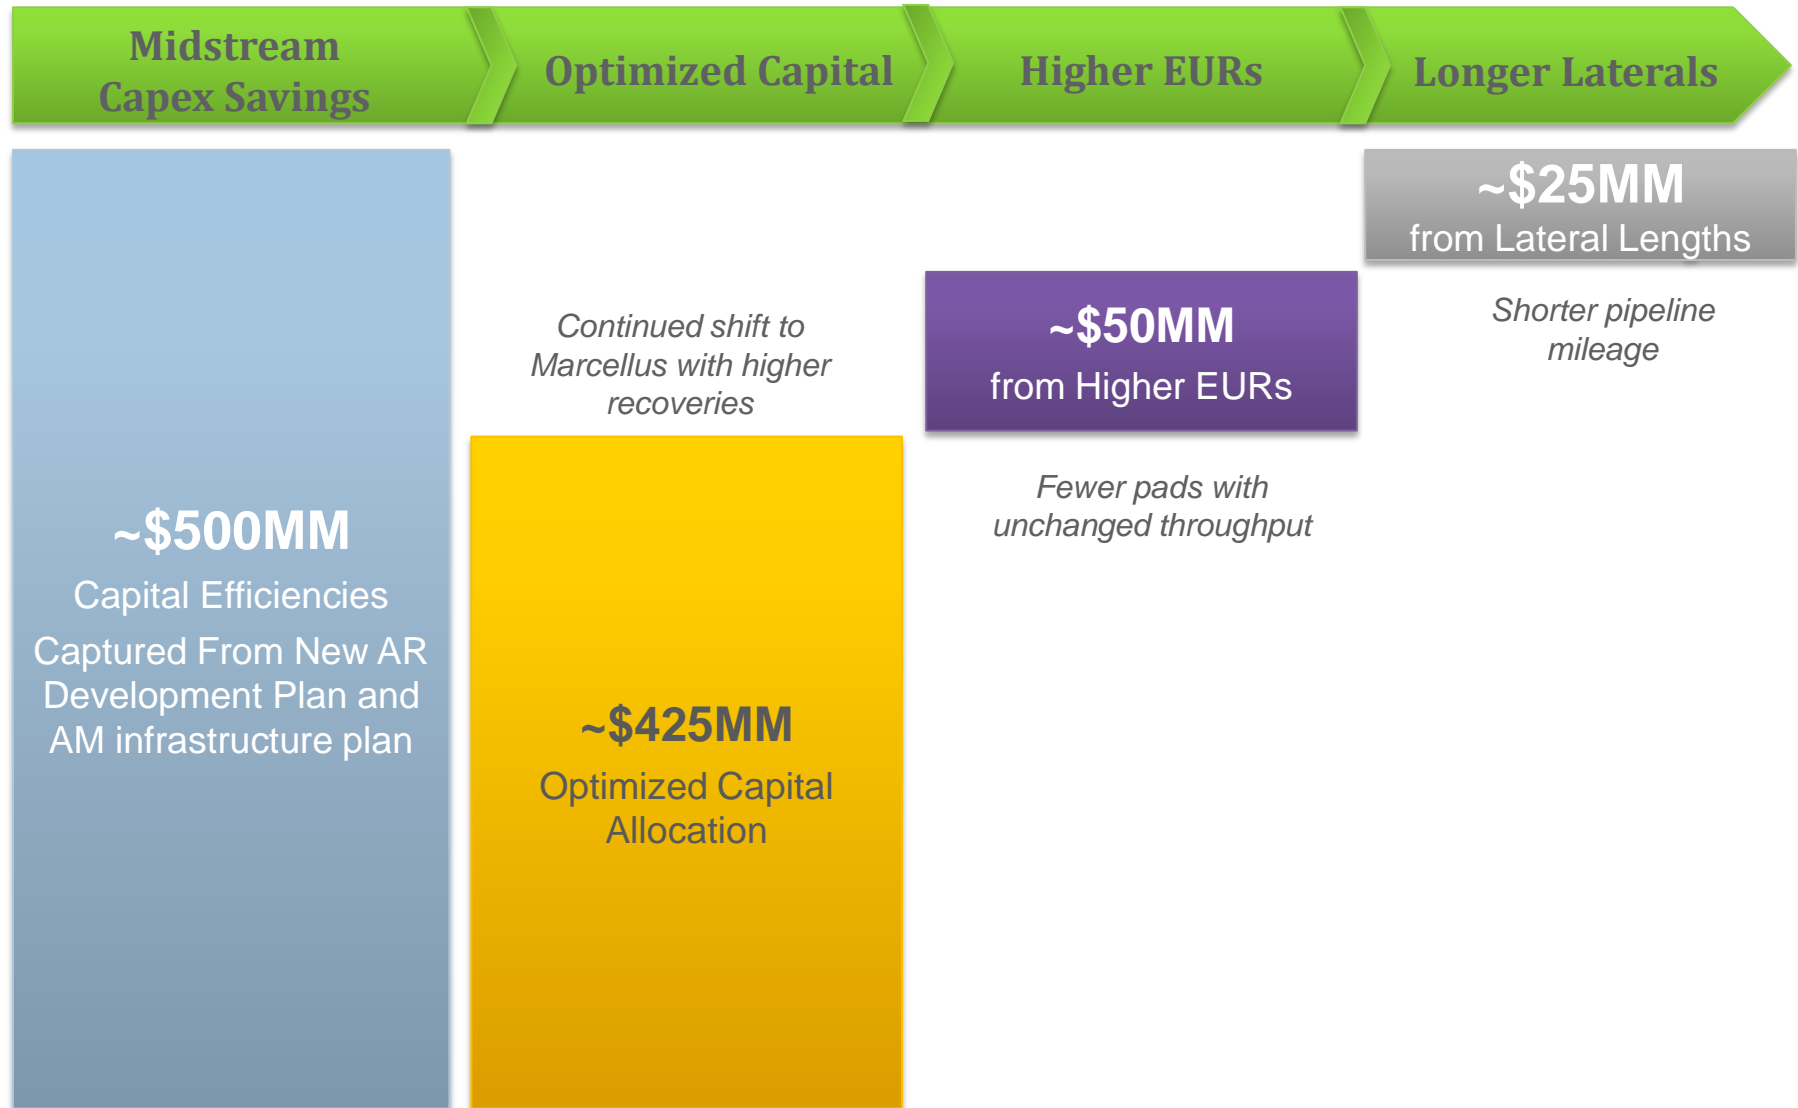 Midstream
Capex Savings
Optimized Capital
Higher EURs
Longer Laterals
~$500MM
Capital Efficiencies
Captured From New AR
Development Plan and
AM infrastructure plan
Continued shift to
Marcellus with higher
recoveries
~$425MM
Optimized Capital
Allocation
~$50MM
from Higher EURs
Fewer pads with
unchanged throughput
~$25MM
from Lateral Lengths
Shorter pipeline
mileage